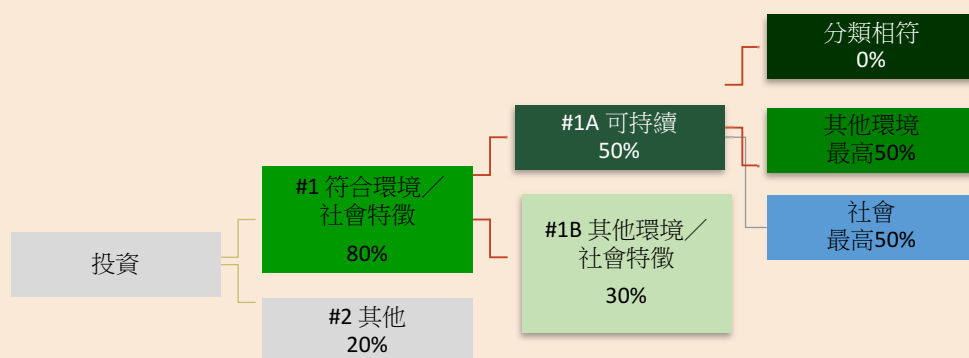 分類相符
0%
#1A 可持續
50%
其他環境
最高50%
#1 符合環境／
社會特徵
80%
#1B 其他環境／
社會特徵
30%
社會
最高50%
投資
#2 其他
20%